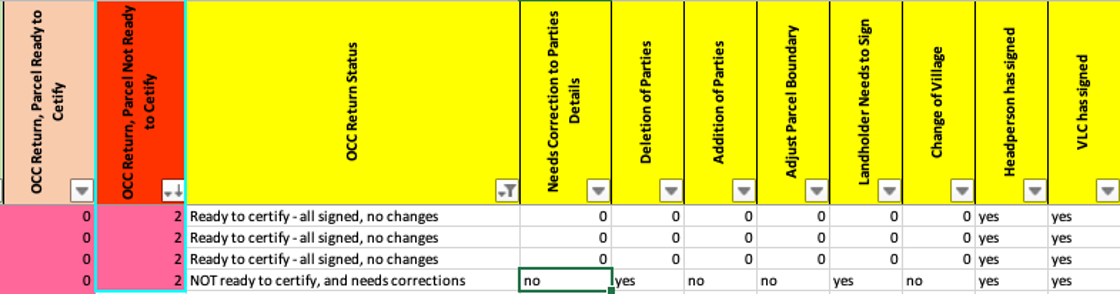 OCC Return, Parcel Ready to
Cetify
OCC Return, Parcel Not Ready
to Cetify
OCC Return Status
Needs Correction to Parties
Details
Deletion of Parties
Addition of Parties
Adjust Parcel Boundary
Landholder Needs to Sign
Change of Village
Headperson has signed
VLC has signed
0 2 Ready to certify - all signed, no changes 0 0 0 0 0 0 yes yes
0 2 Ready to certify - all signed, no changes 0 0 0 0 0 0 yes yes
0 2 Ready to certify - all signed, no changes 0 0 0 0 0 0 yes yes
0 2 NOT ready to certify, and needs corrections no yes no no yes no yes yes